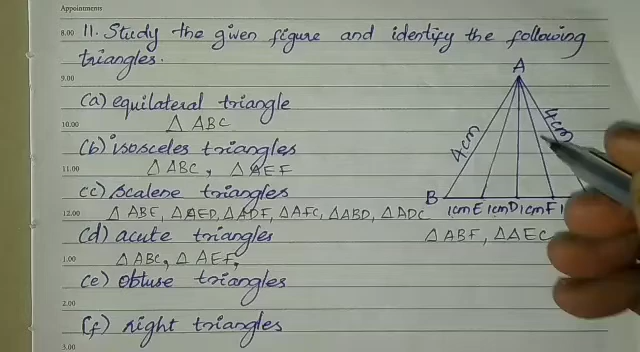 Appointments
8.00 11. Study the given figure and identify the following
triangles.
9.00
(a) equilateral triangle
10.00 △ ABC
(b) isosceles triangles
11.00 △ ABC, △ AEF
(c) scalene triangles
12.00 △ ABE, △AED, △ADF, △AFC, △ABD, △ADC
△ ABF, △AEC
(d) acute triangles
1.00 △ ABC, △ AEF,
(e) obtuse triangles
2.00
(f) right triangles
3.00
A
4cm 4cm
B 1cm E 1cm D 1cm F 1